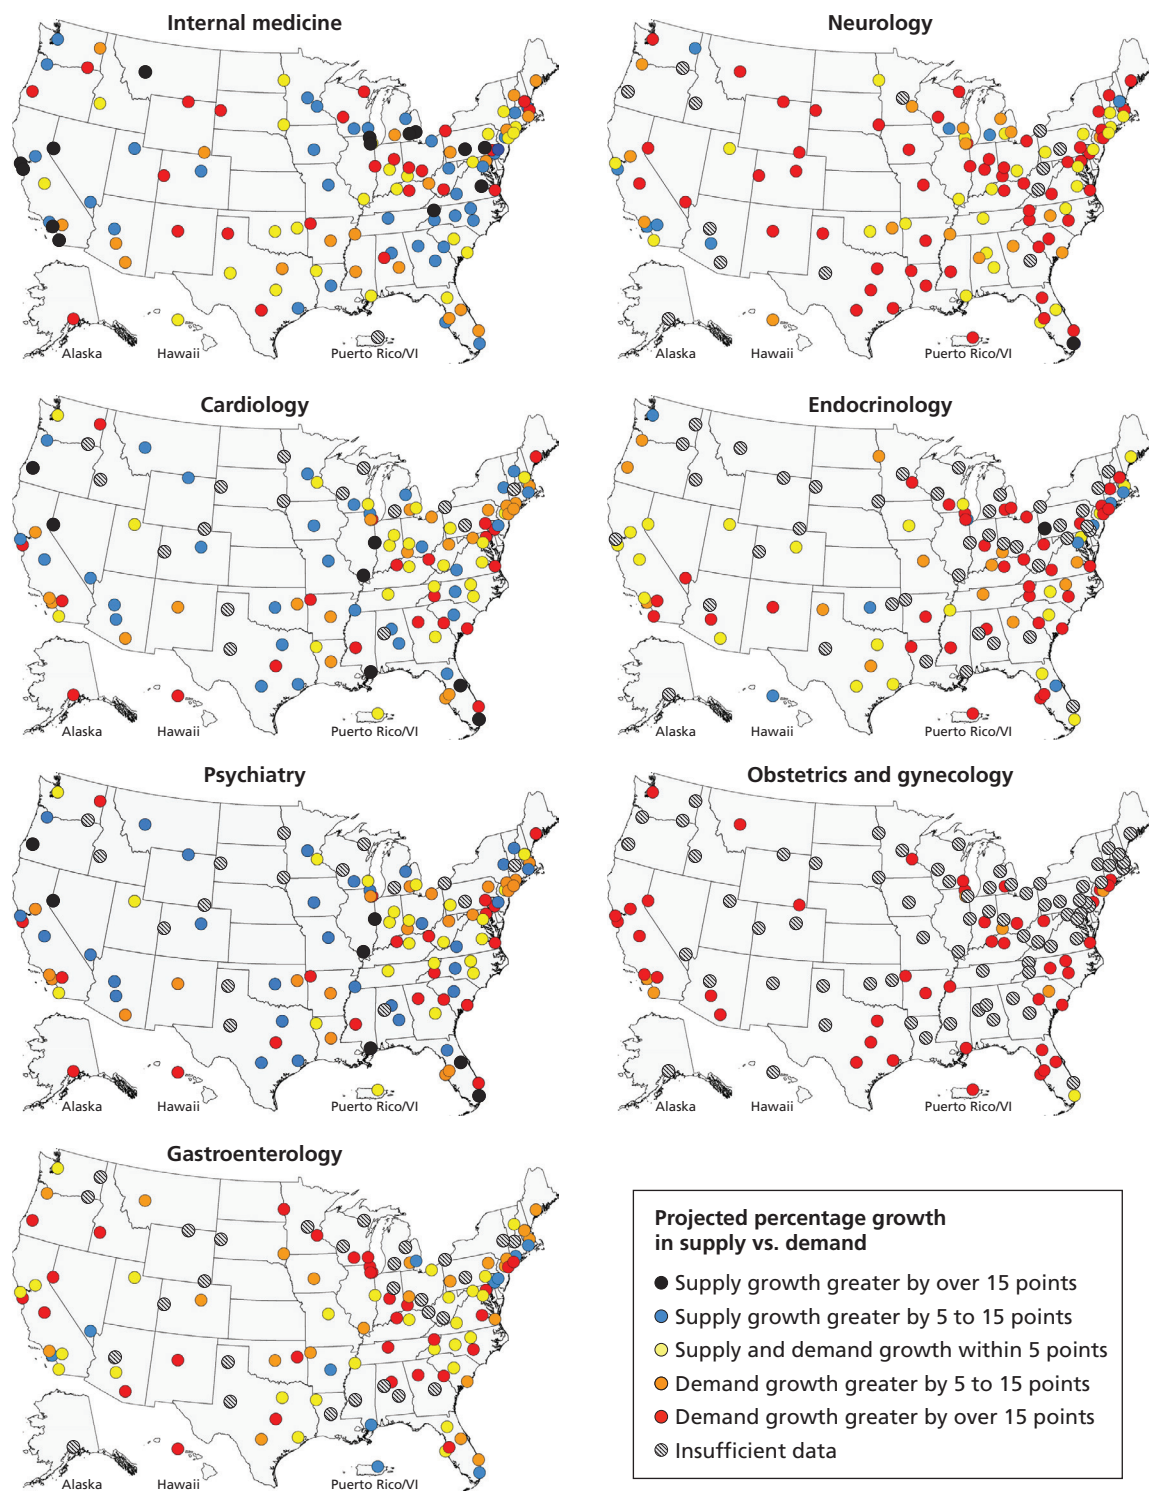 Internal medicine
Neurology
Alaska
Hawaii
Puerto Rico/VI
Alaska
Hawaii
Puerto Rico/VI
Cardiology
Endocrinology
Alaska
Hawaii
Puerto Rico/VI
Alaska
Hawaii
Puerto Rico/VI
Psychiatry
Obstetrics and gynecology
Alaska
Hawaii
Puerto Rico/VI
Alaska
Hawaii
Puerto Rico/VI
Gastroenterology
Alaska
Hawaii
Puerto Rico/VI
Projected percentage growth
in supply vs. demand
Supply growth greater by over 15 points
Supply growth greater by 5 to 15 points
Supply and demand growth within 5 points
Demand growth greater by 5 to 15 points
Demand growth greater by over 15 points
Insufficient data